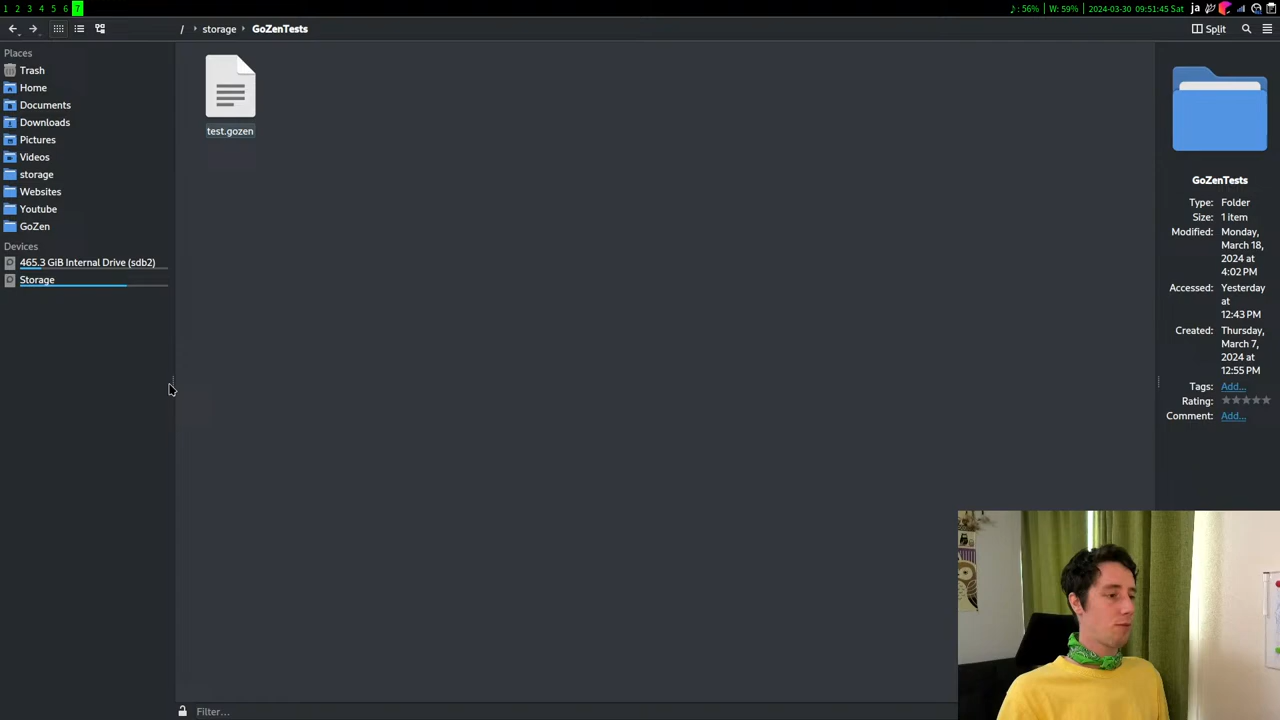 1 2 3 4 5 6 7
♪: 56% | W: 59% | 2024-03-30 09:51:45 Sat ja
/ › storage › GoZenTests
Split
Places
Trash
Home
Documents
Downloads
Pictures
Videos
storage
Websites
Youtube
GoZen
Devices
465.3 GiB Internal Drive (sdb2)
Storage
test.gozen
GoZenTests
Type: Folder
Size: 1 item
Modified: Monday,
March 18,
2024 at
4:02 PM
Accessed: Yesterday
at
12:43 PM
Created: Thursday,
March 7,
2024 at
12:55 PM
Tags: Add...
Rating: ★★★★★
Comment: Add...
Filter...